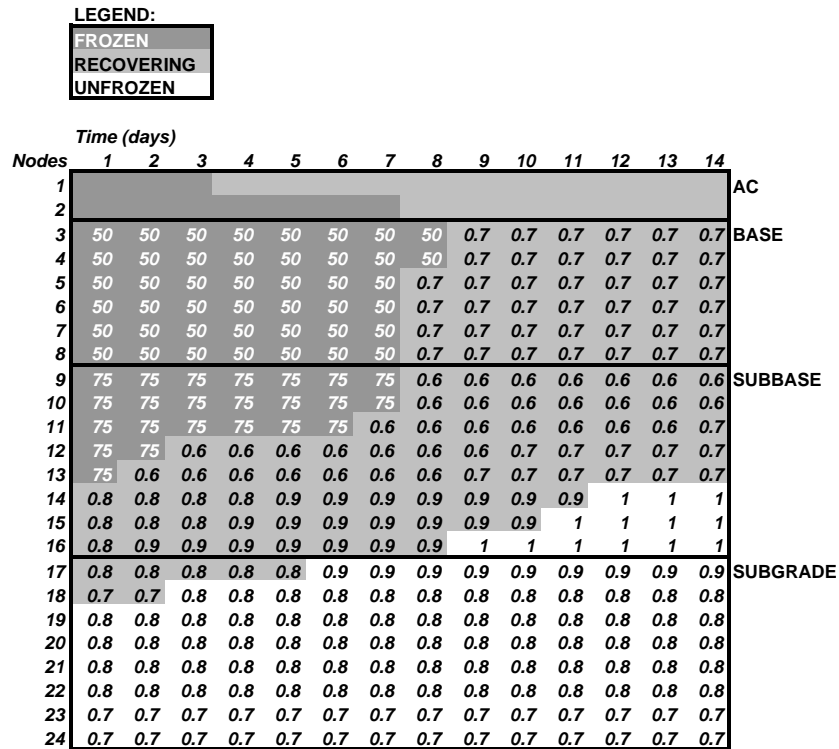 LEGEND:
FROZEN
RECOVERING
UNFROZEN
Time (days)
Nodes 1 2 3 4 5 6 7 8 9 10 11 12 13 14
1 AC
2
3 50 50 50 50 50 50 50 50 0.7 0.7 0.7 0.7 0.7 0.7 BASE
4 50 50 50 50 50 50 50 50 0.7 0.7 0.7 0.7 0.7 0.7
5 50 50 50 50 50 50 50 0.7 0.7 0.7 0.7 0.7 0.7 0.7
6 50 50 50 50 50 50 50 0.7 0.7 0.7 0.7 0.7 0.7 0.7
7 50 50 50 50 50 50 50 0.7 0.7 0.7 0.7 0.7 0.7 0.7
8 50 50 50 50 50 50 50 0.7 0.7 0.7 0.7 0.7 0.7 0.7
9 75 75 75 75 75 75 75 0.6 0.6 0.6 0.6 0.6 0.6 0.6 SUBBASE
10 75 75 75 75 75 75 75 0.6 0.6 0.6 0.6 0.6 0.6 0.6
11 75 75 75 75 75 75 0.6 0.6 0.6 0.6 0.6 0.6 0.6 0.7
12 75 75 0.6 0.6 0.6 0.6 0.6 0.6 0.6 0.7 0.7 0.7 0.7 0.7
13 75 0.6 0.6 0.6 0.6 0.6 0.6 0.6 0.7 0.7 0.7 0.7 0.7 0.7
14 0.8 0.8 0.8 0.8 0.9 0.9 0.9 0.9 0.9 0.9 0.9 1 1 1
15 0.8 0.8 0.8 0.9 0.9 0.9 0.9 0.9 0.9 0.9 1 1 1 1
16 0.8 0.9 0.9 0.9 0.9 0.9 0.9 0.9 1 1 1 1 1 1
17 0.8 0.8 0.8 0.8 0.8 0.9 0.9 0.9 0.9 0.9 0.9 0.9 0.9 0.9 SUBGRADE
18 0.7 0.7 0.8 0.8 0.8 0.8 0.8 0.8 0.8 0.8 0.8 0.8 0.8 0.8
19 0.8 0.8 0.8 0.8 0.8 0.8 0.8 0.8 0.8 0.8 0.8 0.8 0.8 0.8
20 0.8 0.8 0.8 0.8 0.8 0.8 0.8 0.8 0.8 0.8 0.8 0.8 0.8 0.8
21 0.8 0.8 0.8 0.8 0.8 0.8 0.8 0.8 0.8 0.8 0.8 0.8 0.8 0.8
22 0.8 0.8 0.8 0.8 0.8 0.8 0.8 0.8 0.8 0.8 0.8 0.8 0.8 0.8
23 0.7 0.7 0.7 0.7 0.7 0.7 0.7 0.7 0.7 0.7 0.7 0.7 0.7 0.7
24 0.7 0.7 0.7 0.7 0.7 0.7 0.7 0.7 0.7 0.7 0.7 0.7 0.7 0.7